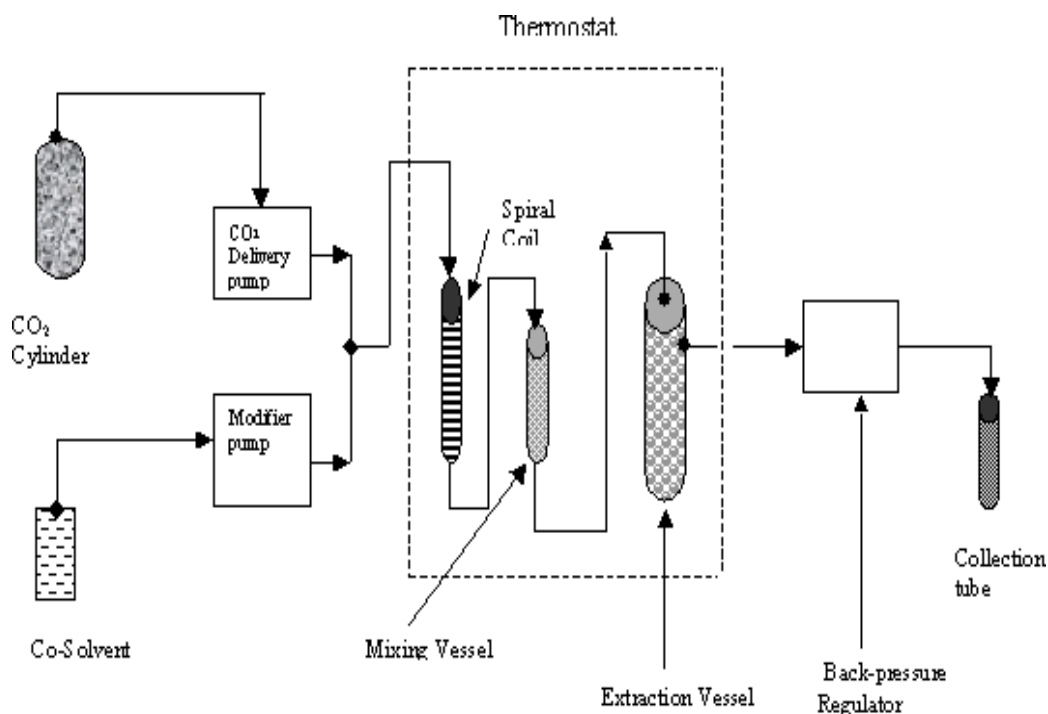 Thermostat
CO₂
Delivery
pump
Spiral
Coil
CO₂
Cylinder
Modifier
pump
Collection
tube
Co-Solvent
Mixing Vessel
Extraction Vessel
Back-pressure
Regulator